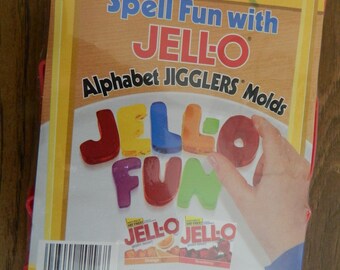 Spell Fun with
JELL-O®
Alphabet JIGGLERS® Molds
JELL-O
FUN
JELL-O JELL-O